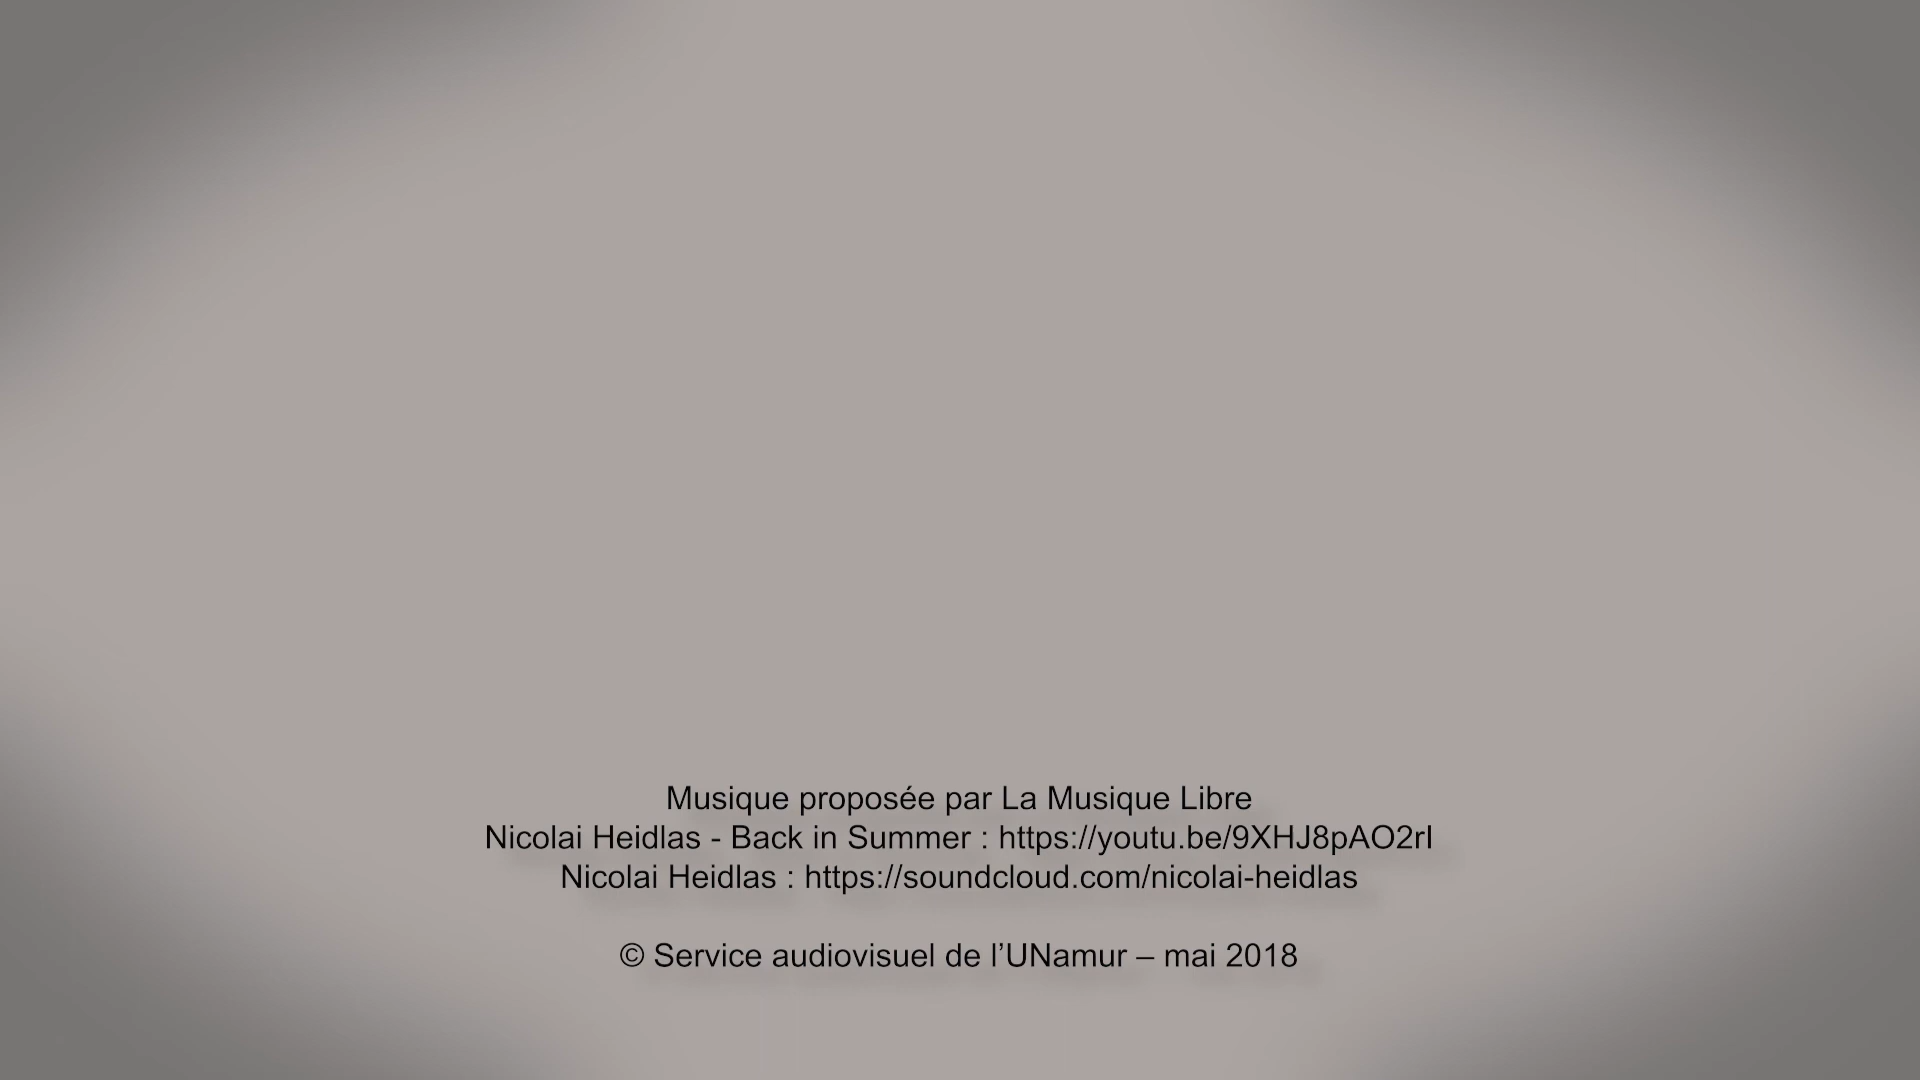 Musique proposée par La Musique Libre
Nicolai Heidlas - Back in Summer : https://youtu.be/9XHJ8pAO2rI
Nicolai Heidlas : https://soundcloud.com/nicolai-heidlas
© Service audiovisuel de l’UNamur – mai 2018